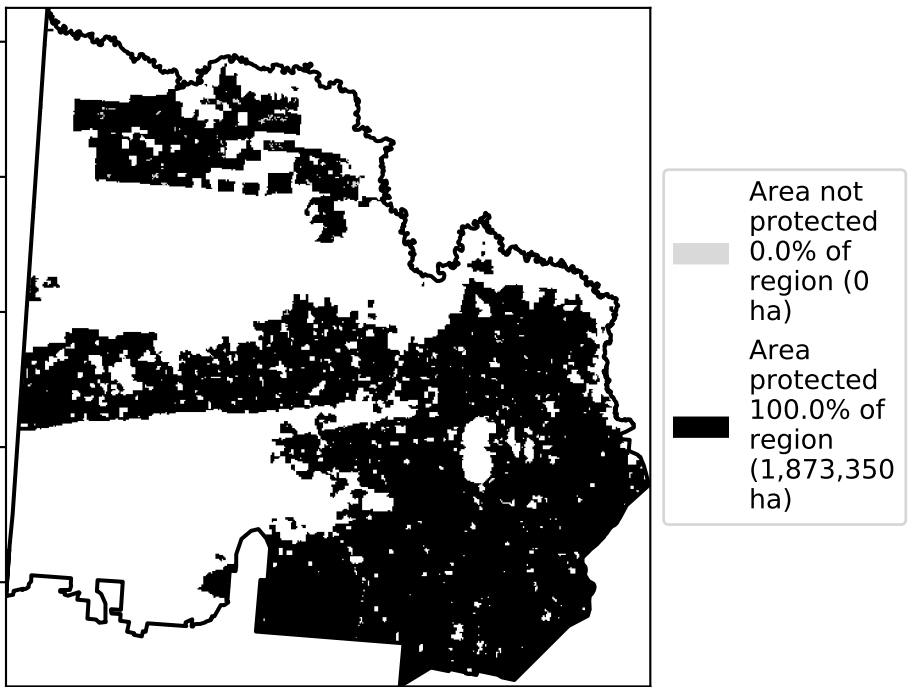 Area not
protected
0.0% of
region (0
ha)
Area
protected
100.0% of
region
(1,873,350
ha)